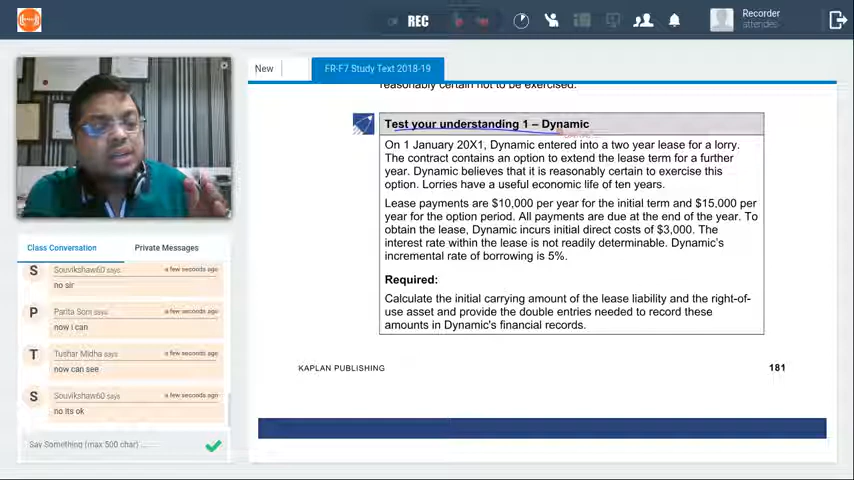 REC
Recorder
attendee
New
FR-F7 Study Text 2018-19
reasonably certain not to be exercised.
Test your understanding 1 – Dynamic
On 1 January 20X1, Dynamic entered into a two year lease for a lorry.
The contract contains an option to extend the lease term for a further
year. Dynamic believes that it is reasonably certain to exercise this
option. Lorries have a useful economic life of ten years.
Lease payments are $10,000 per year for the initial term and $15,000 per
year for the option period. All payments are due at the end of the year. To
obtain the lease, Dynamic incurs initial direct costs of $3,000. The
interest rate within the lease is not readily determinable. Dynamic's
incremental rate of borrowing is 5%.
Required:
Calculate the initial carrying amount of the lease liability and the right-of-
use asset and provide the double entries needed to record these
amounts in Dynamic's financial records.
KAPLAN PUBLISHING
181
Class Conversation
Private Messages
S
Souvikshaw60 says
a few seconds ago
no sir
P
Parita Som says
a few seconds ago
now i can
T
Tushar Midha says
a few seconds ago
now can see
S
Souvikshaw60 says
a few seconds ago
no its ok
Say Something (max 500 char)